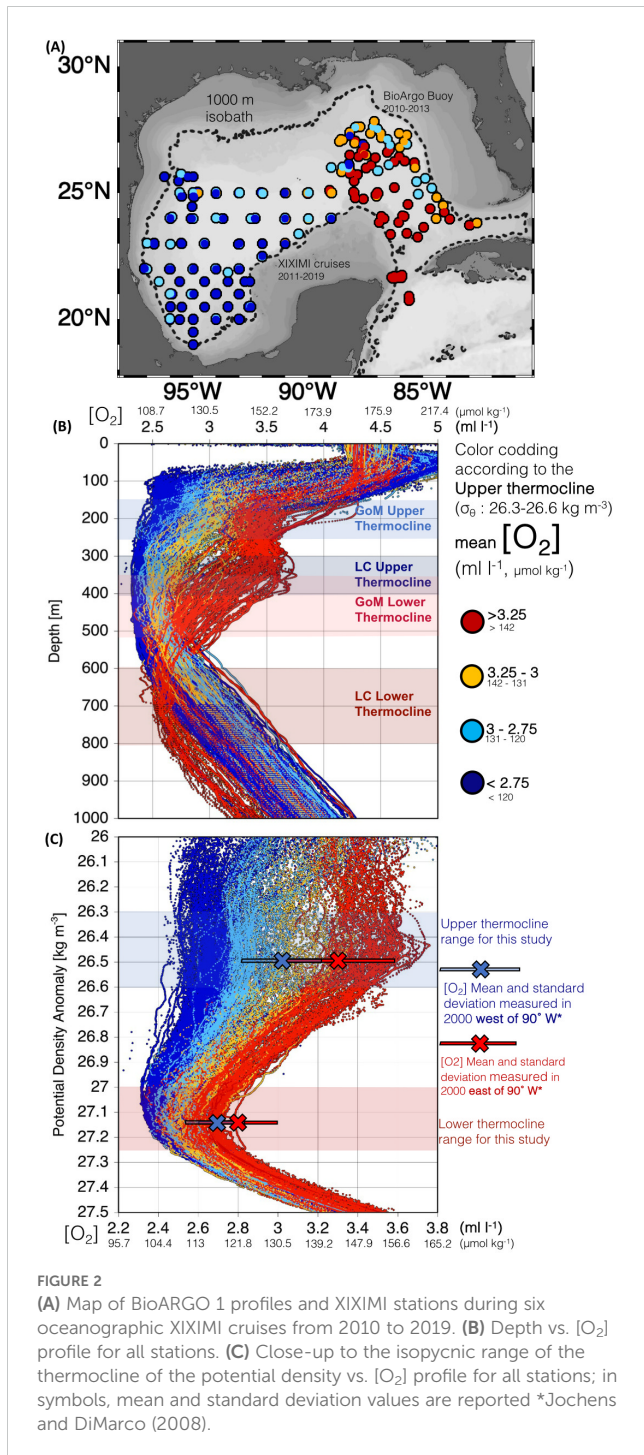 (A)
30°N
25°N
20°N
1000 m
isobath
BioArgo Buoy
2010-2013
XIXIMI cruises
2011-2019
95°W 90°W 85°W
[O₂] 108.7 130.5 152.2 173.9 175.9 217.4 (µmol kg⁻¹)
(B) 2.5 3 3.5 4 4.5 5 (ml l⁻¹)
0
100
200
300
400
500
600
700
800
900
1000
Depth [m]
GoM Upper
Thermocline
LC Upper
Thermocline
GoM Lower
Thermocline
LC Lower
Thermocline
Color codding
according to the
Upper thermocline
(σθ : 26.3-26.6 kg m⁻³)
mean [O₂]
(ml l⁻¹, µmol kg⁻¹)
>3.25
> 142
3.25 - 3
142 - 131
3 - 2.75
131 - 120
< 2.75
< 120
(C)
26
26.1
26.2
26.3
26.4
26.5
26.6
26.7
26.8
26.9
27
27.1
27.2
27.3
27.4
27.5
Potential Density Anomaly [kg m⁻³]
Upper thermocline
range for this study
[O₂] Mean and standard
deviation measured in
2000 west of 90° W*
[O2] Mean and standard
deviation measured in
2000 east of 90° W*
Lower thermocline
range for this study
2.2 2.6 2.8 3 3.2 3.4 3.6 3.8 (ml l⁻¹)
[O₂] 95.7 104.4 113 121.8 130.5 139.2 147.9 156.6 165.2 (µmol kg⁻¹)
FIGURE 2
(A) Map of BioARGO 1 profiles and XIXIMI stations during six
oceanographic XIXIMI cruises from 2010 to 2019. (B) Depth vs. [O₂]
profile for all stations. (C) Close-up to the isopycnic range of the
thermocline of the potential density vs. [O₂] profile for all stations; in
symbols, mean and standard deviation values are reported *Jochens
and DiMarco (2008).